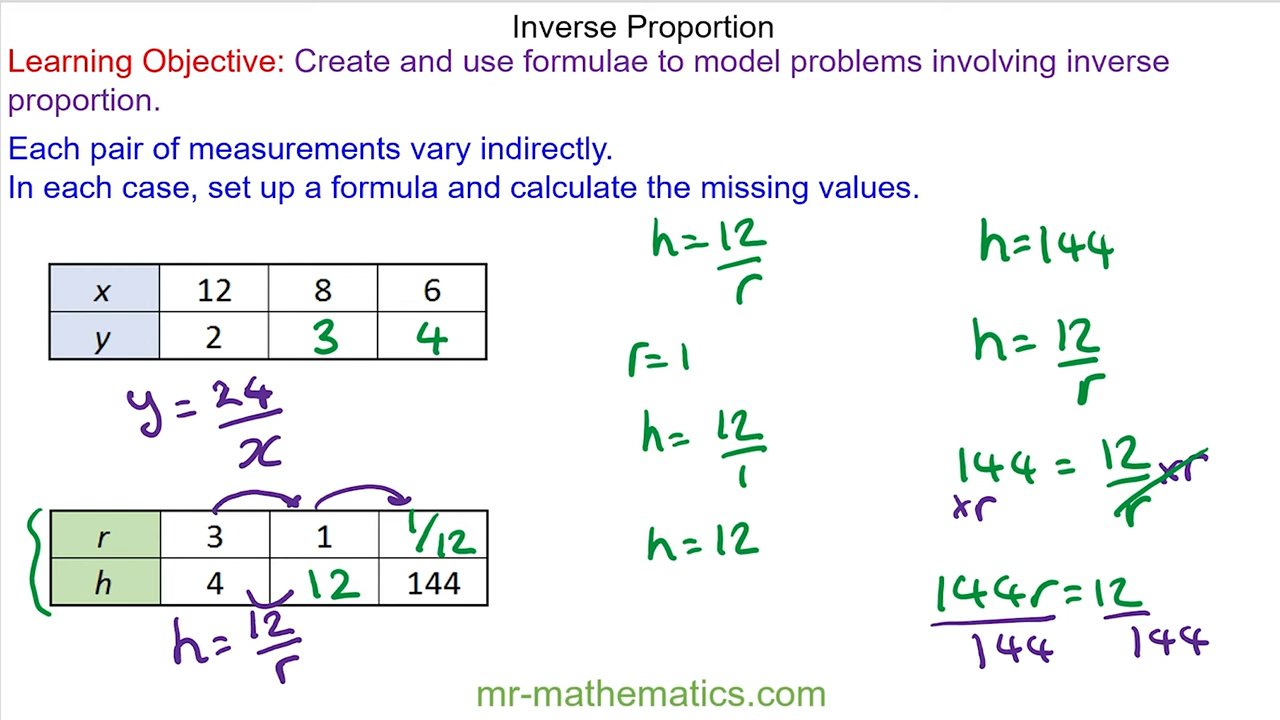 Inverse Proportion
Learning Objective: Create and use formulae to model problems involving inverse
proportion.
Each pair of measurements vary indirectly.
In each case, set up a formula and calculate the missing values.
x 12 8 6
y 2 3 4
y = 24/x
r 3 1 1/12
h 4 12 144
h = 12/r
h = 12/r
r = 1
h = 12/1
h = 12
h = 144
h = 12/r
144 = 12/r ×r
×r
144r = 12
144 144
mr-mathematics.com